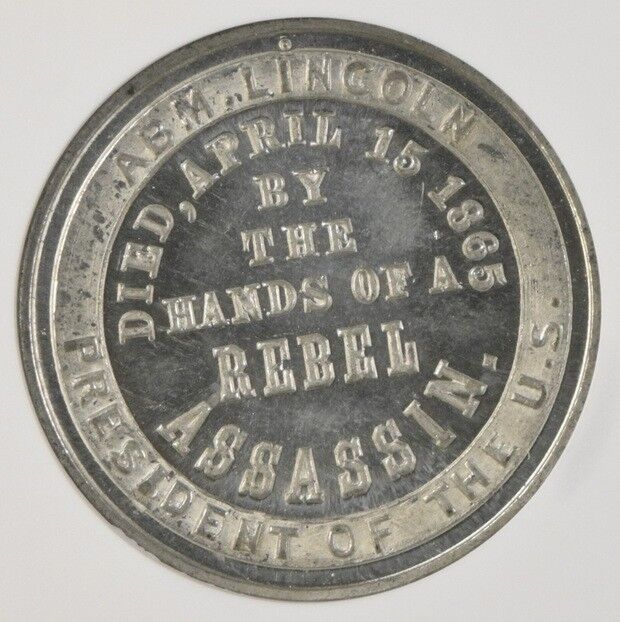 ABM. LINCOLN
PRESIDENT OF THE U.S.
DIED, APRIL 15 1865
BY
THE
HANDS OF A
REBEL
ASSASSIN.